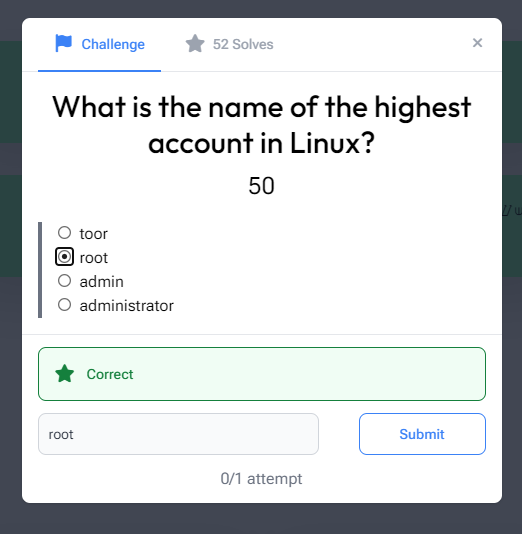 Challenge
52 Solves
×
What is the name of the highest
account in Linux?
50
toor
root
admin
administrator
Correct
root
Submit
0/1 attempt